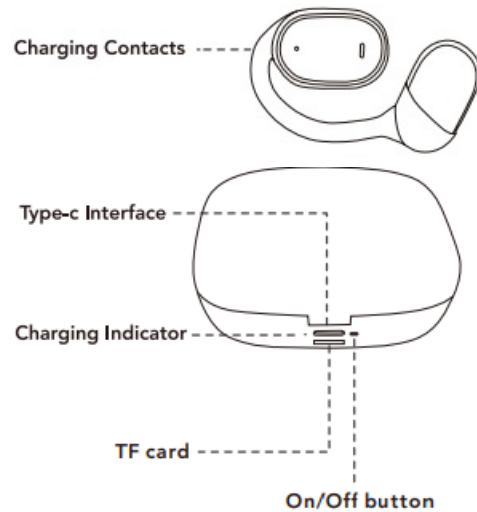 Charging Contacts
Type-c Interface
Charging Indicator
TF card
On/Off button